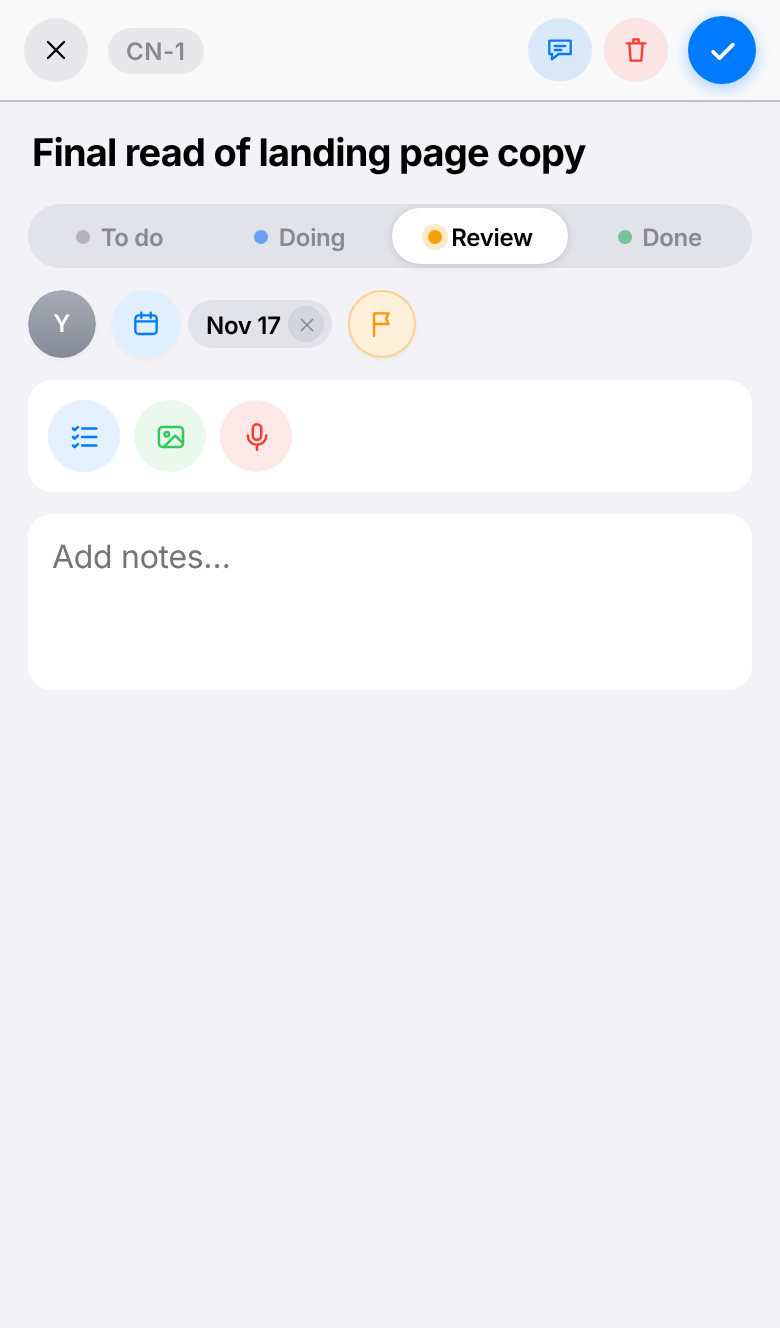 CN-1
Final read of landing page copy
To do Doing Review Done
Y Nov 17
Add notes...